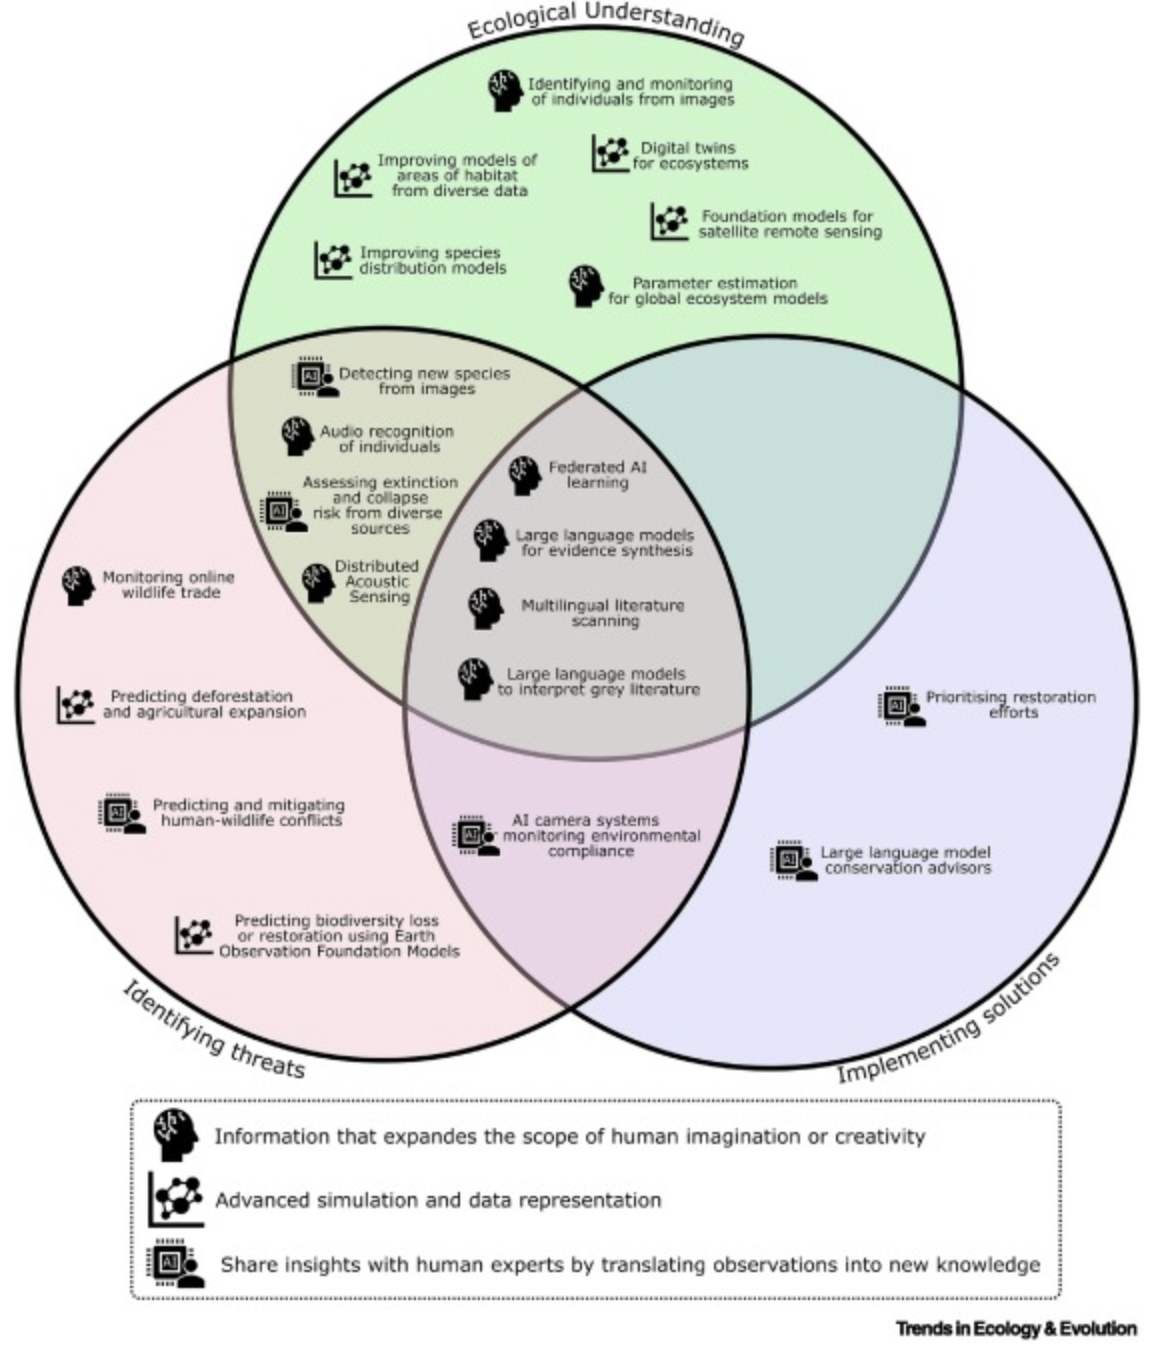 Ecological Understanding
Identifying and monitoring
of individuals from images
Digital twins
for ecosystems
Improving models of
areas of habitat
from diverse data
Foundation models for
satellite remote sensing
Improving species
distribution models
Parameter estimation
for global ecosystem models
AI
Detecting new species
from images
Audio recognition
of individuals
AI
Assessing extinction
and collapse
risk from diverse
sources
Distributed
Acoustic
Sensing
Federated AI
learning
Large language models
for evidence synthesis
Multilingual literature
scanning
Large language models
to interpret grey literature
Monitoring online
wildlife trade
Predicting deforestation
and agricultural expansion
AI
Predicting and mitigating
human-wildlife conflicts
Predicting biodiversity loss
or restoration using Earth
Observation Foundation Models
AI
AI camera systems
monitoring environmental
compliance
AI
Prioritising restoration
efforts
AI
Large language model
conservation advisors
Identifying threats
Implementing solutions
Information that expandes the scope of human imagination or creativity
Advanced simulation and data representation
AI
Share insights with human experts by translating observations into new knowledge
Trends in Ecology & Evolution